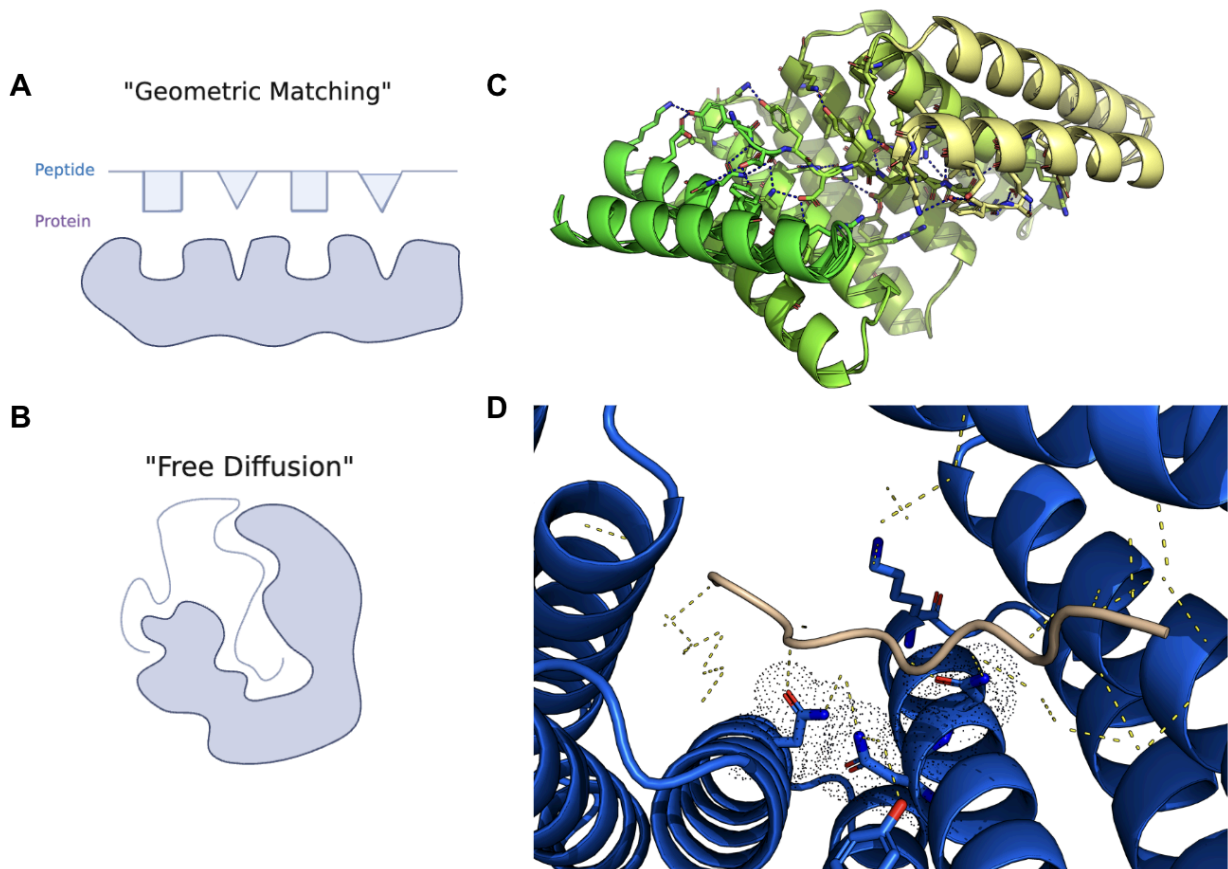 A
"Geometric Matching"
Peptide
Protein
B
"Free Diffusion"
C
D